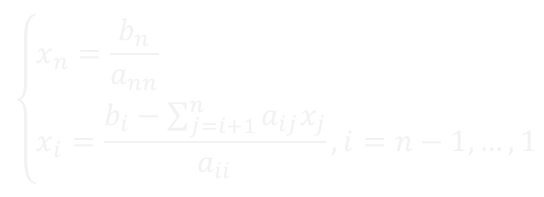 x_n = b_n / a_nn
x_i = (b_i − ∑_{j=i+1}^{n} a_ij x_j) / a_ii , i = n − 1, … , 1